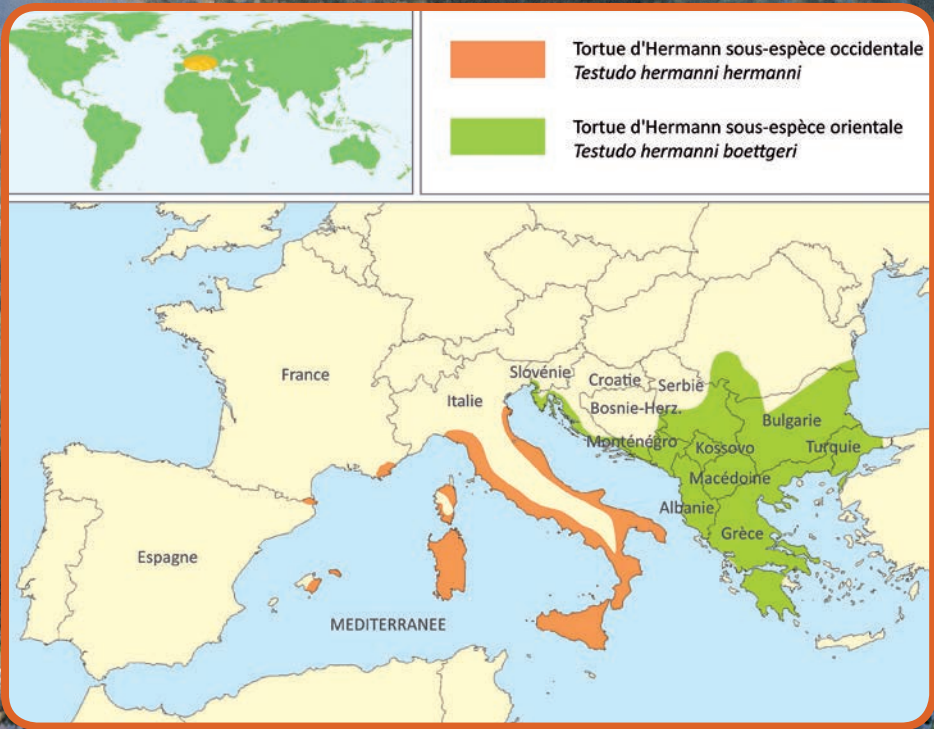 Tortue d'Hermann sous-espèce occidentale
Testudo hermanni hermanni
Tortue d'Hermann sous-espèce orientale
Testudo hermanni boettgeri
France
Slovénie
Croatie
Serbie
Italie
Bosnie-Herz.
Bulgarie
Monténégro
Kossovo
Turquie
Macédoine
Albanie
Grèce
Espagne
MEDITERRANEE